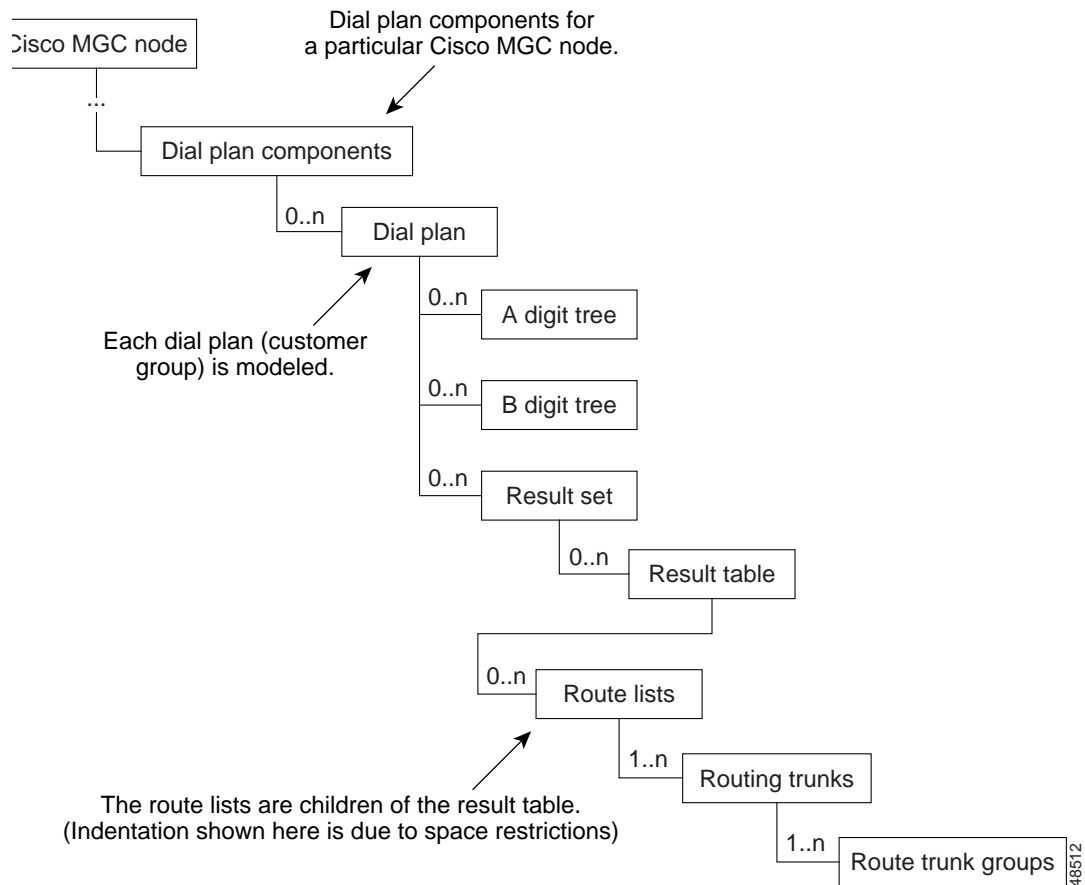 Dial plan components for
a particular Cisco MGC node.
Cisco MGC node
...
Dial plan components
0..n
Dial plan
0..n
A digit tree
Each dial plan (customer
group) is modeled.
0..n
B digit tree
0..n
Result set
0..n
Result table
0..n
Route lists
1..n
Routing trunks
The route lists are children of the result table.
(Indentation shown here is due to space restrictions)
1..n
Route trunk groups
48512